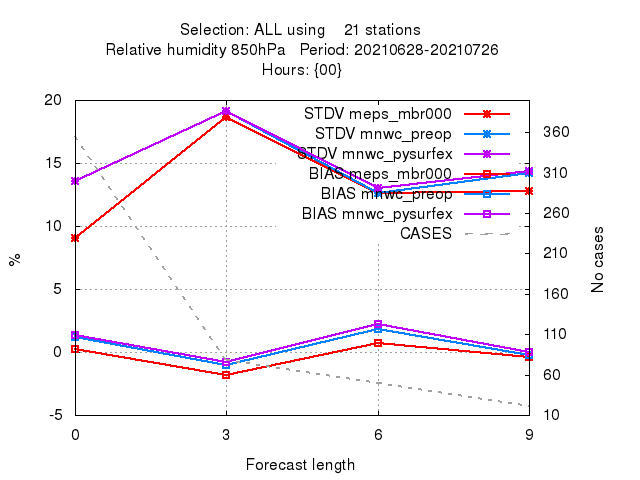 Selection: ALL using 21 stations
Relative humidity 850hPa Period: 20210628-20210726
Hours: {00}
STDV meps_mbr000
STDV mnwc_preop
STDV mnwc_pysurfex
BIAS meps_mbr000
BIAS mnwc_preop
BIAS mnwc_pysurfex
CASES
20
15
10
5
0
-5
%
360
310
260
210
160
110
60
10
No cases
0 3 6 9
Forecast length